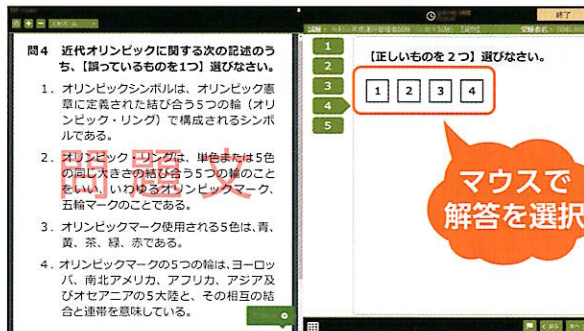 終了
問4 近代オリンピックに関する次の記述のう
ち、【誤っているものを1つ】選びなさい。
1. オリンピックシンボルは、オリンピック憲
章に定義された結び合う5つの輪（オリ
ンピック・リング）で構成されるシンボ
ルである。
2. オリンピック・リングは、単色または5色
の同じ大きさの結び合う5つの輪のこと
をいい、いわゆるオリンピックマーク、
五輪マークのことである。
3. オリンピックマーク使用される5色は、青、
黄、茶、緑、赤である。
4. オリンピックマークの5つの輪は、ヨーロッ
パ、南北アメリカ、アフリカ、アジア及
びオセアニアの5大陸と、その相互の結
合と連帯を意味している。
問題文
1
2
3
4
5
【正しいものを2つ】選びなさい。
1 2 3 4
マウスで
解答を選択